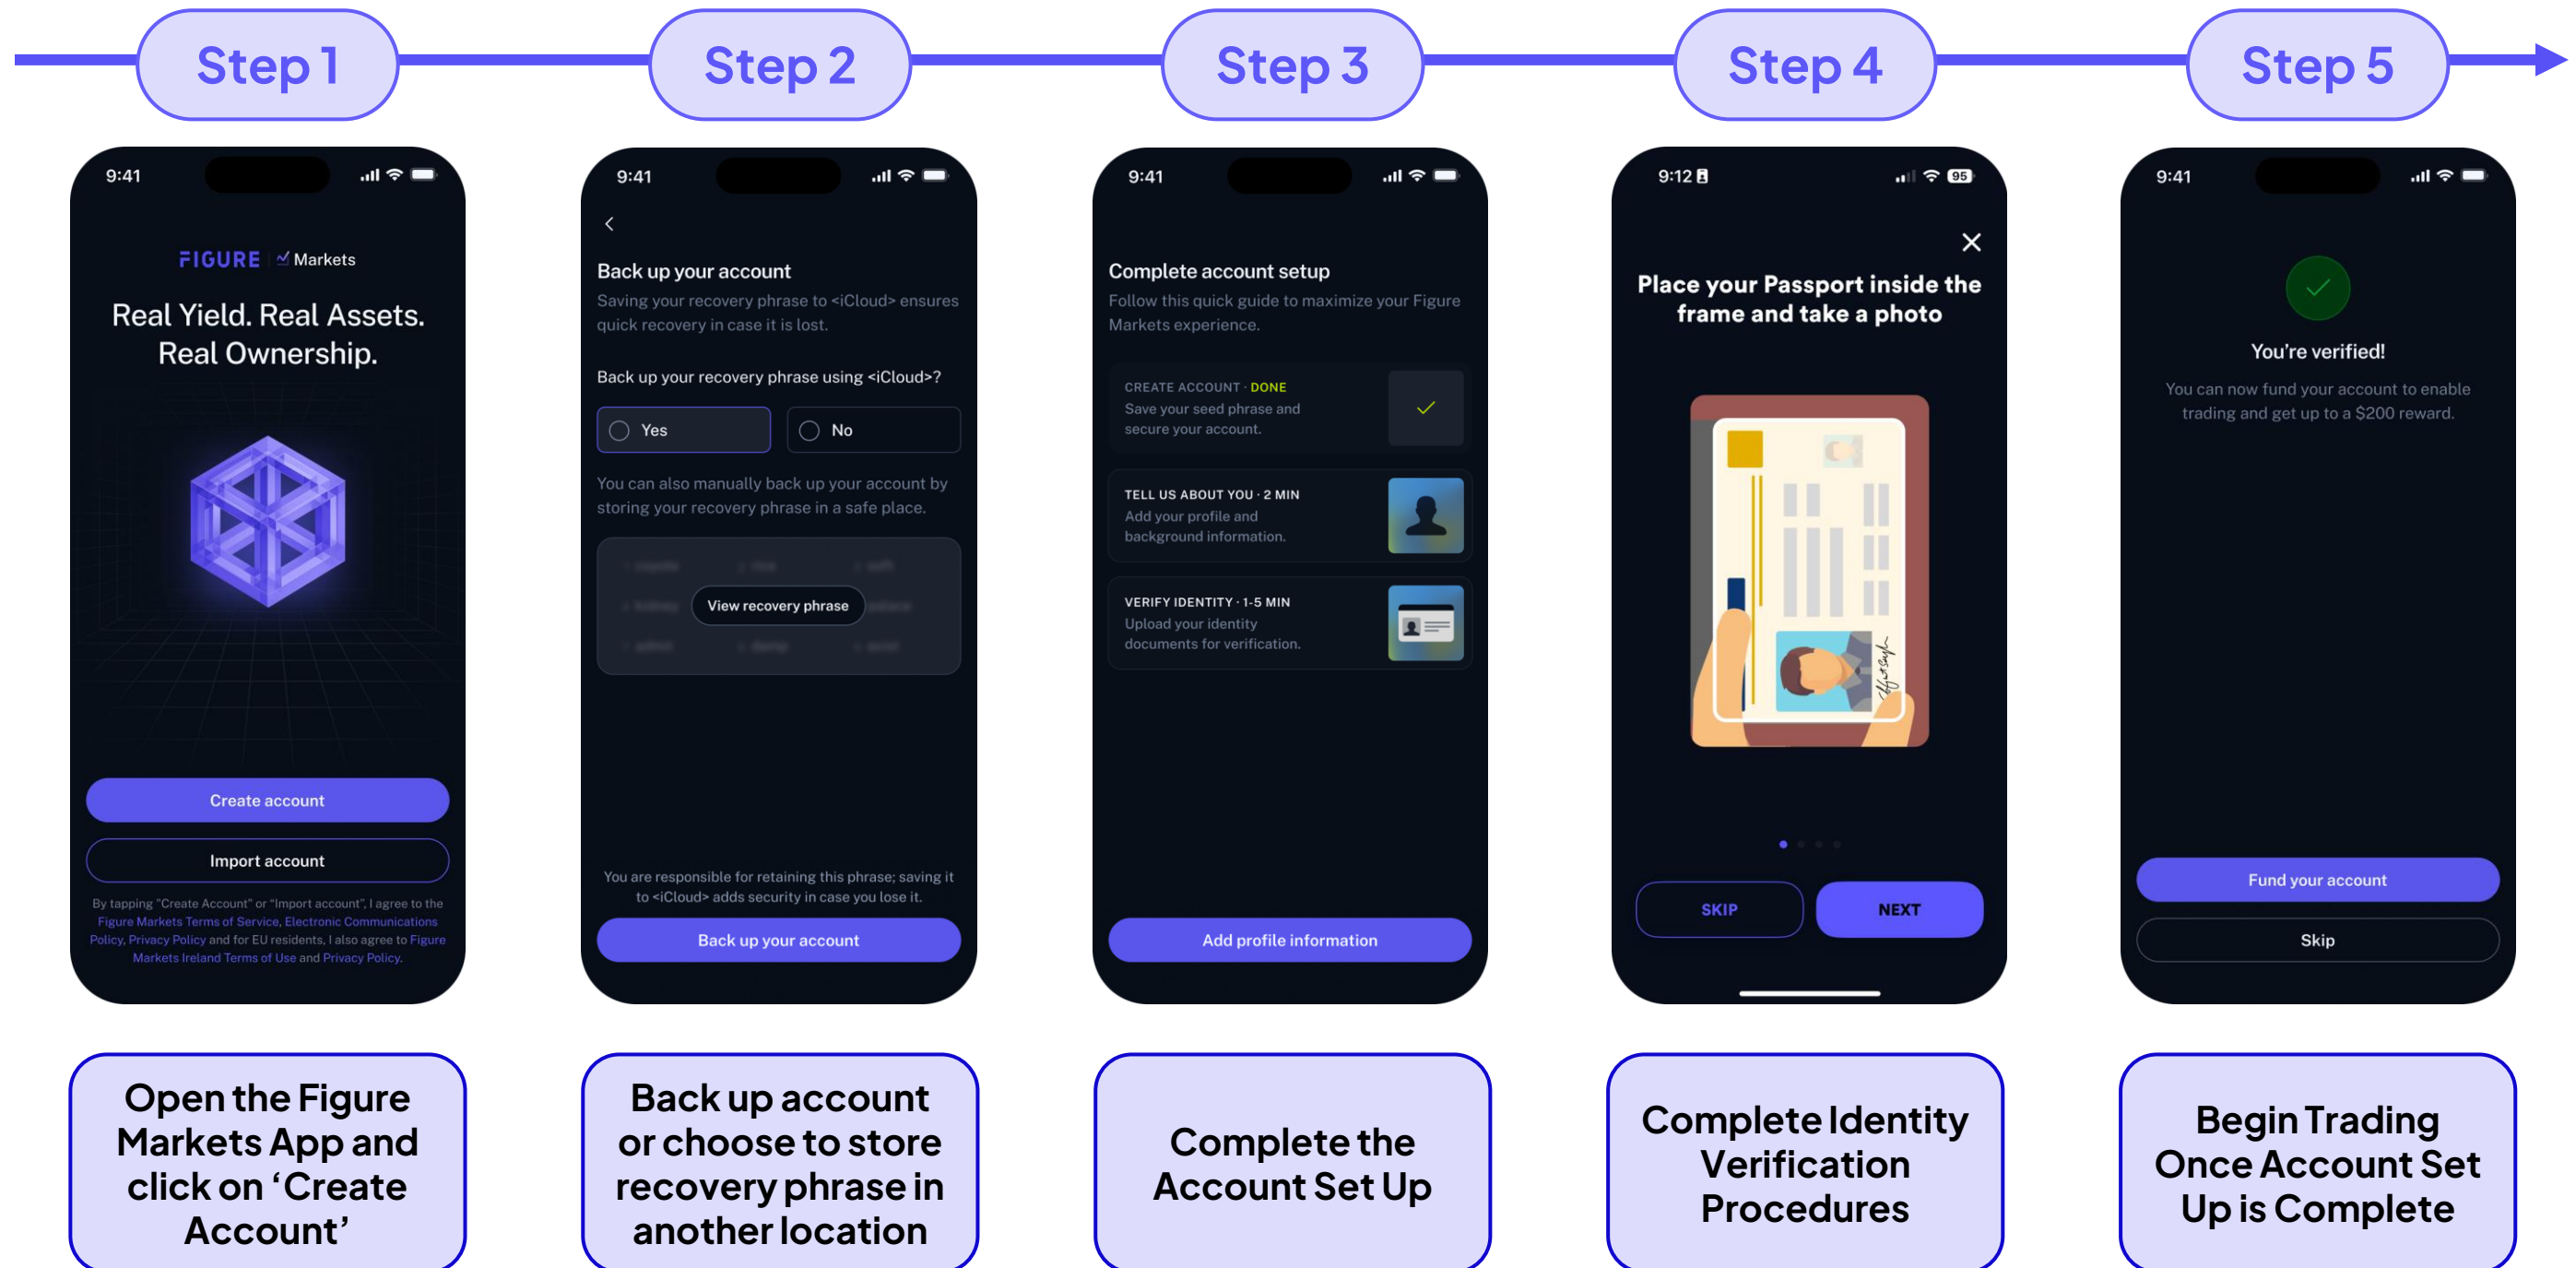 Step 1
Step 2
Step 3
Step 4
Step 5
9:41
FIGURE Markets
Real Yield. Real Assets.
Real Ownership.
Create account
Import account
By tapping "Create Account" or "Import account", I agree to the
Figure Markets Terms of Service, Electronic Communications
Policy, Privacy Policy and for EU residents, I also agree to Figure
Markets Ireland Terms of Use and Privacy Policy.
Open the Figure
Markets App and
click on ‘Create
Account’
9:41
Back up your account
Saving your recovery phrase to <iCloud> ensures
quick recovery in case it is lost.
Back up your recovery phrase using <iCloud>?
Yes
No
You can also manually back up your account by
storing your recovery phrase in a safe place.
View recovery phrase
You are responsible for retaining this phrase; saving it
to <iCloud> adds security in case you lose it.
Back up your account
Back up account
or choose to store
recovery phrase in
another location
9:41
Complete account setup
Follow this quick guide to maximize your Figure
Markets experience.
CREATE ACCOUNT · DONE
Save your seed phrase and
secure your account.
TELL US ABOUT YOU · 2 MIN
Add your profile and
background information.
VERIFY IDENTITY · 1-5 MIN
Upload your identity
documents for verification.
Add profile information
Complete the
Account Set Up
9:12
95
Place your Passport inside the
frame and take a photo
SKIP
NEXT
Complete Identity
Verification
Procedures
9:41
You’re verified!
You can now fund your account to enable
trading and get up to a $200 reward.
Fund your account
Skip
Begin Trading
Once Account Set
Up is Complete